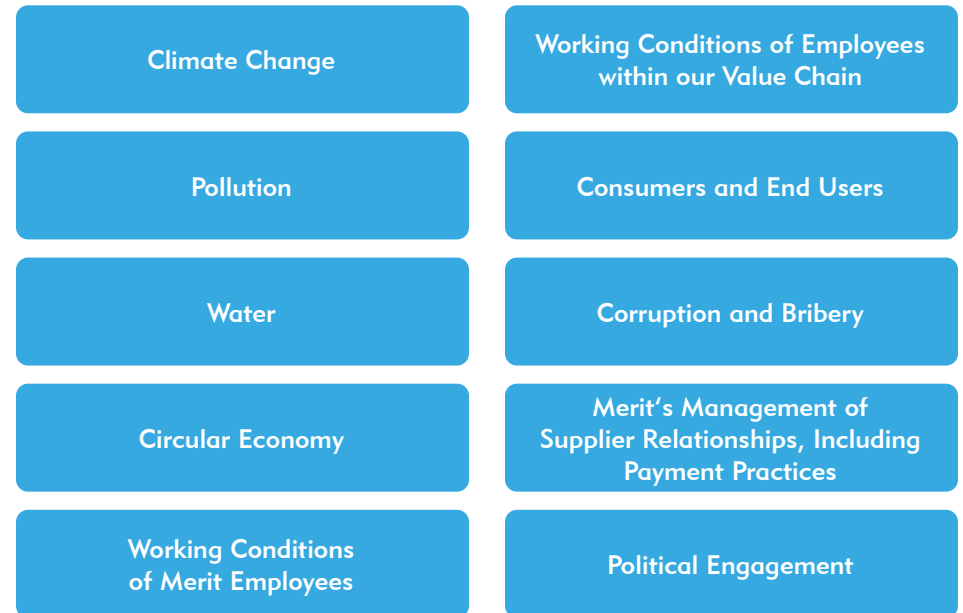 Climate Change
Pollution
Water
Circular Economy
Working Conditions
of Merit Employees
Working Conditions of Employees
within our Value Chain
Consumers and End Users
Corruption and Bribery
Merit‘s Management of
Supplier Relationships, Including
Payment Practices
Political Engagement